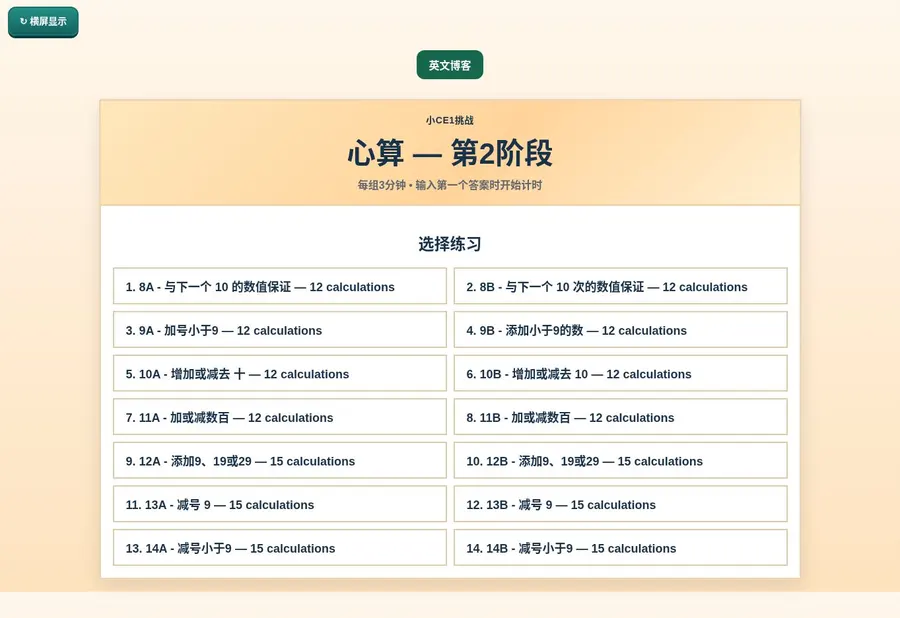 ↻ 横屏显示
英文博客
小CE1挑战
心算 — 第2阶段
每组3分钟 • 输入第一个答案时开始计时
选择练习
1. 8A - 与下一个 10 的数值保证 — 12 calculations
2. 8B - 与下一个 10 次的数值保证 — 12 calculations
3. 9A - 加号小于9 — 12 calculations
4. 9B - 添加小于9的数 — 12 calculations
5. 10A - 增加或减去 十 — 12 calculations
6. 10B - 增加或减去 10 — 12 calculations
7. 11A - 加或减数百 — 12 calculations
8. 11B - 加或减数百 — 12 calculations
9. 12A - 添加9、19或29 — 15 calculations
10. 12B - 添加9、19或29 — 15 calculations
11. 13A - 减号 9 — 15 calculations
12. 13B - 减号 9 — 15 calculations
13. 14A - 减号小于9 — 15 calculations
14. 14B - 减号小于9 — 15 calculations